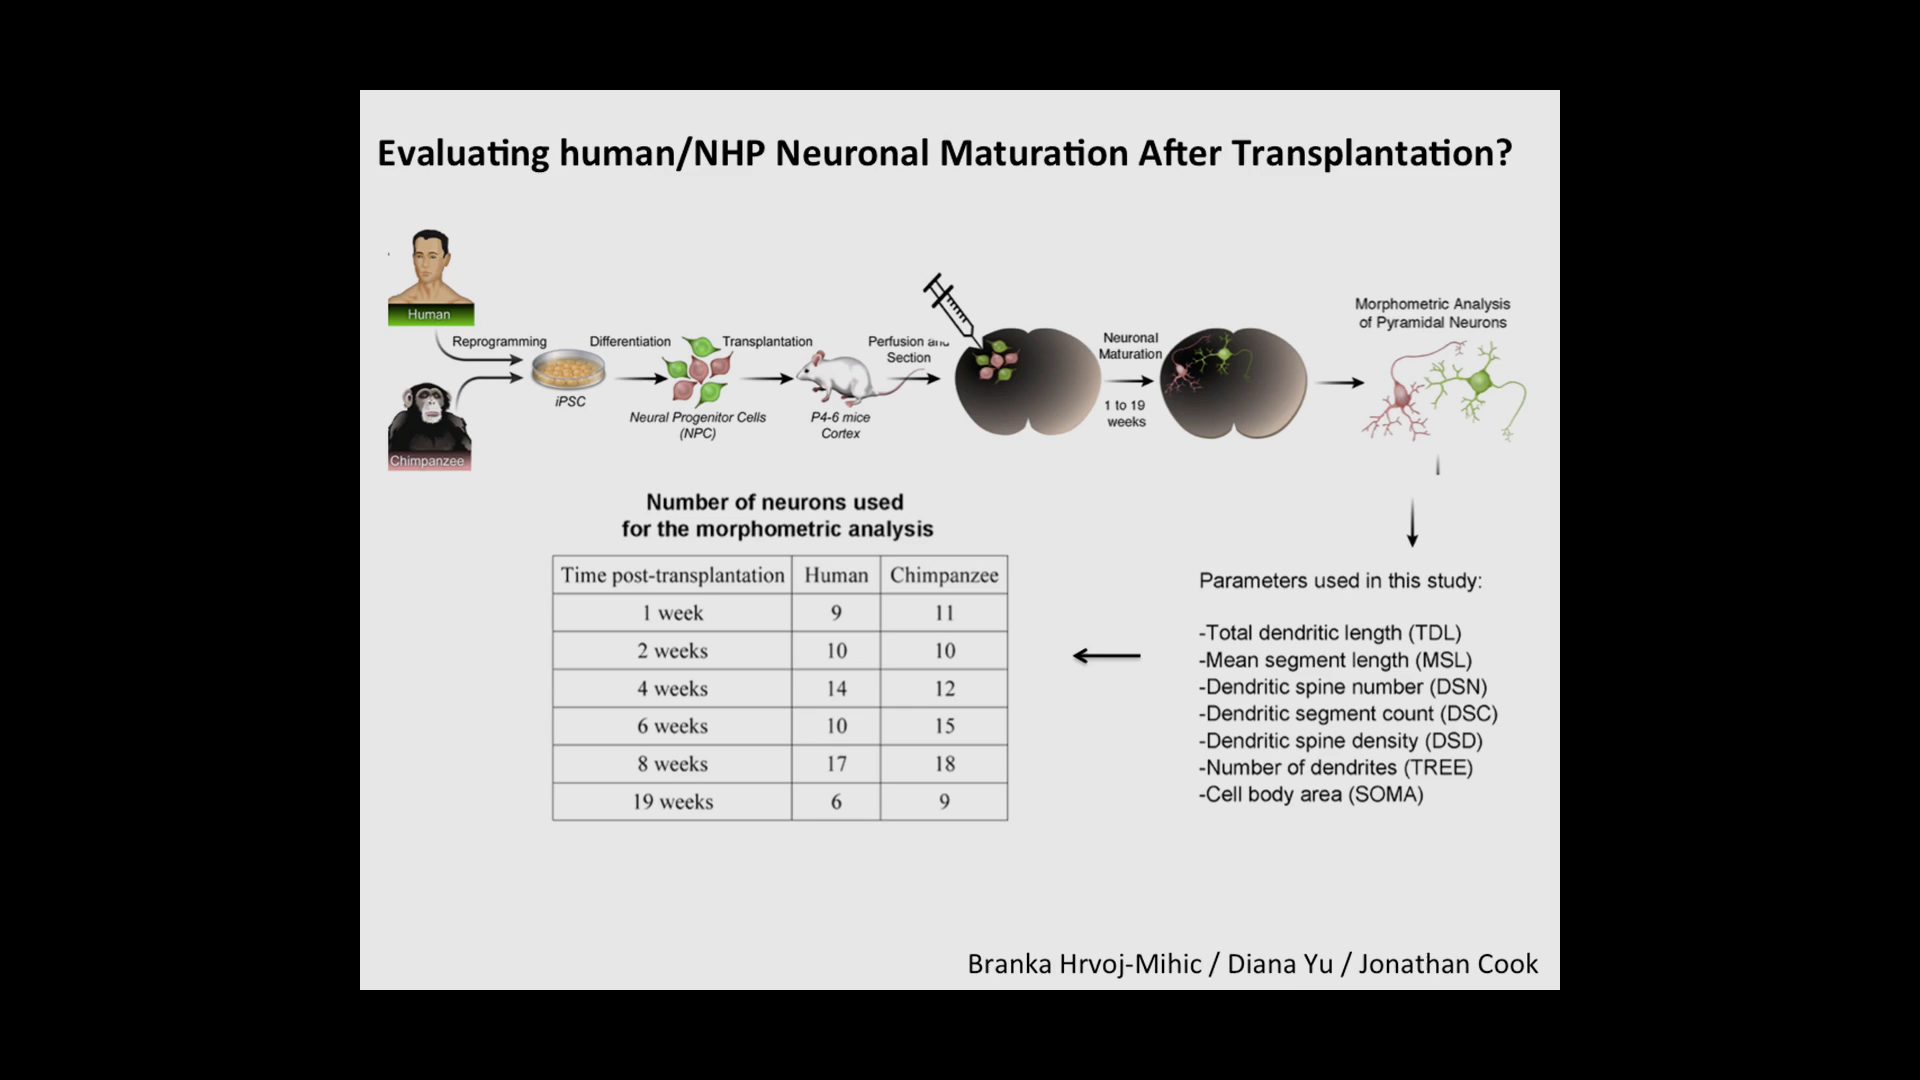 Evaluating human/NHP Neuronal Maturation After Transplantation?
Human
Chimpanzee
Reprogramming
iPSC
Differentiation
Neural Progenitor Cells
(NPC)
Transplantation
P4-6 mice
Cortex
Perfusion and
Section
Neuronal
Maturation
1 to 19
weeks
Morphometric Analysis
of Pyramidal Neurons
Number of neurons used
for the morphometric analysis
Time post-transplantation Human Chimpanzee
1 week 9 11
2 weeks 10 10
4 weeks 14 12
6 weeks 10 15
8 weeks 17 18
19 weeks 6 9
Parameters used in this study:
-Total dendritic length (TDL)
-Mean segment length (MSL)
-Dendritic spine number (DSN)
-Dendritic segment count (DSC)
-Dendritic spine density (DSD)
-Number of dendrites (TREE)
-Cell body area (SOMA)
Branka Hrvoj-Mihic / Diana Yu / Jonathan Cook